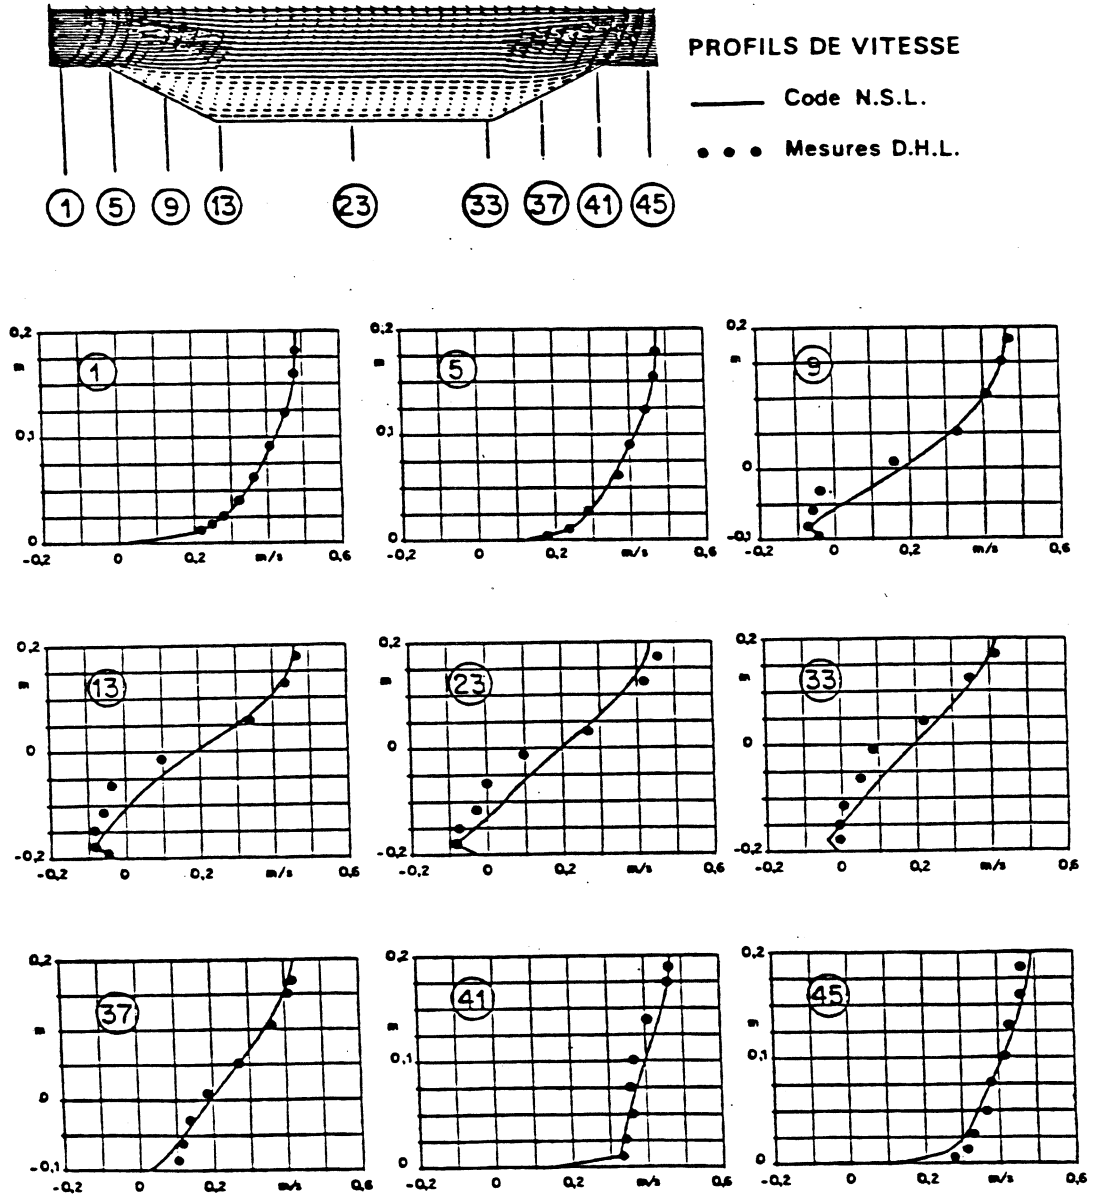 PROFILS DE VITESSE
Code N.S.L.
Mesures D.H.L.
1 5 9 13 23 33 37 41 45
0,2 m 0,1 0
1
-0,2 0 0,2 m/s 0,6
0,2 m 0,1 0
5
-0,2 0 0,2 m/s 0,6
0,2 m 0 -0,1
9
-0,2 0 0,2 m/s 0,6
0,2 m 0 -0,2
13
-0,2 0 0,2 m/s 0,6
0,2 m 0 -0,2
23
-0,2 0 0,2 m/s 0,6
0,2 m 0 -0,2
33
-0,2 0 0,2 m/s 0,6
0,2 m 0 -0,1
37
-0,2 0 0,2 m/s 0,6
0,2 m 0,1 0
41
-0,2 0 0,2 m/s 0,6
0,2 m 0,1 0
45
-0,2 0 0,2 m/s 0,6